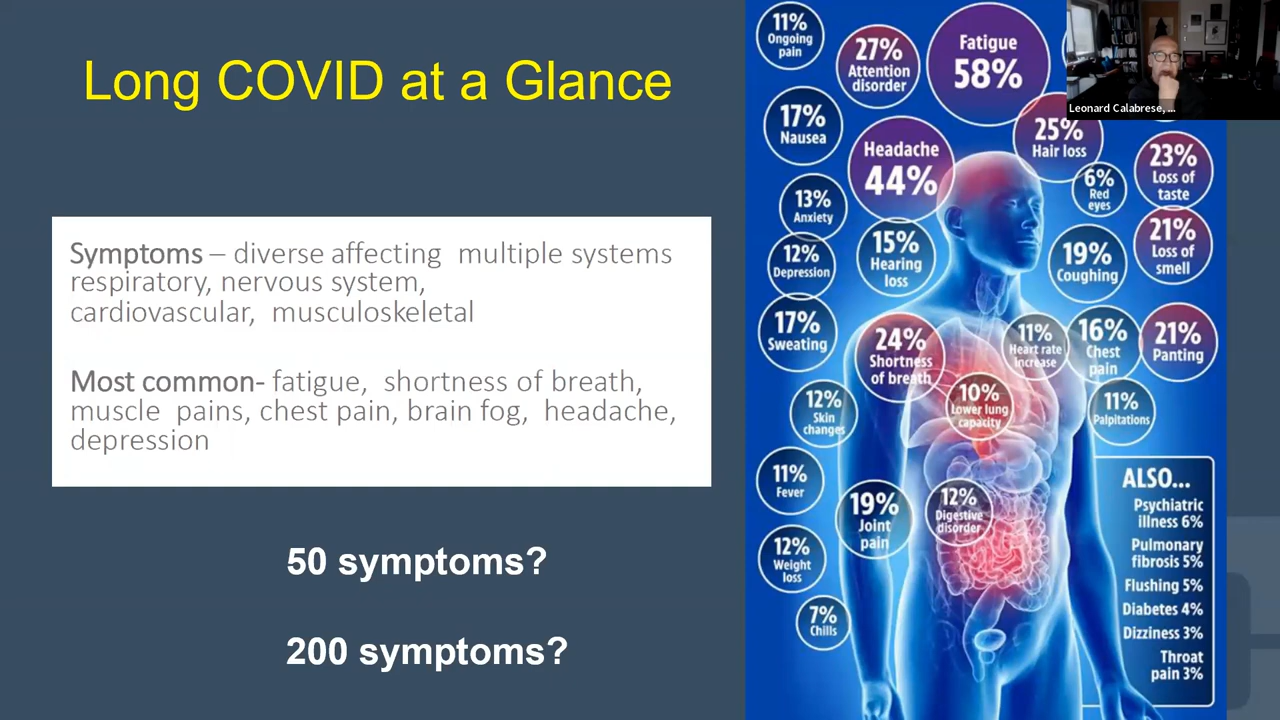 Long COVID at a Glance
Symptoms – diverse affecting multiple systems
respiratory, nervous system,
cardiovascular, musculoskeletal
Most common- fatigue, shortness of breath,
muscle pains, chest pain, brain fog, headache,
depression
50 symptoms?
200 symptoms?
11%
Ongoing
pain
27%
Attention
disorder
Fatigue
58%
17%
Nausea
Headache
44%
25%
Hair loss
6%
Red
eyes
23%
Loss of
taste
13%
Anxiety
12%
Depression
15%
Hearing
loss
19%
Coughing
21%
Loss of
smell
17%
Sweating
24%
Shortness
of breath
11%
Heart rate
increase
16%
Chest
pain
21%
Panting
12%
Skin
changes
10%
Lower lung
capacity
11%
Palpitations
11%
Fever
19%
Joint
pain
12%
Digestive
disorder
12%
Weight
loss
7%
Chills
ALSO...
Psychiatric
illness 6%
Pulmonary
fibrosis 5%
Flushing 5%
Diabetes 4%
Dizziness 3%
Throat
pain 3%
Leonard Calabrese, ...